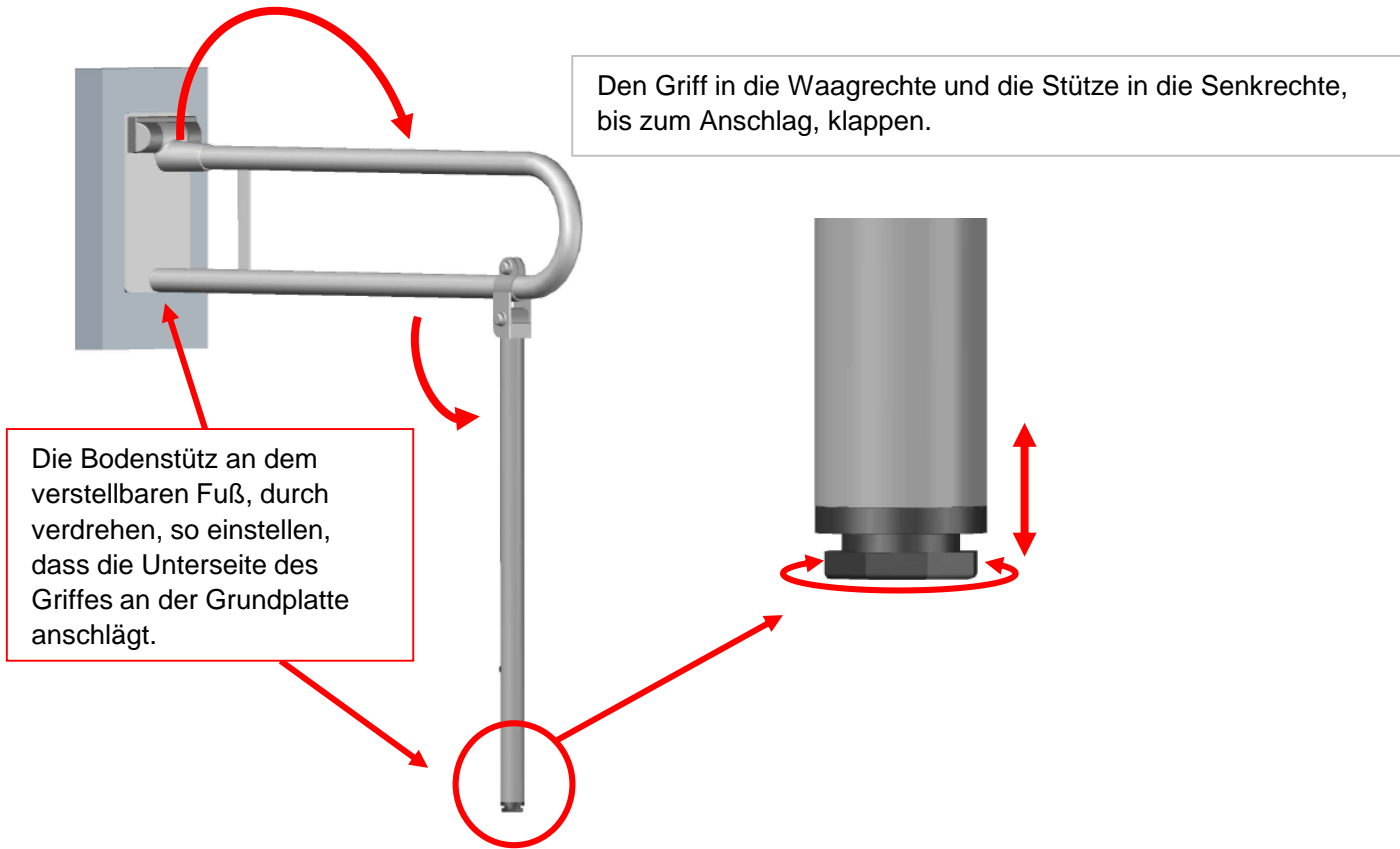 Den Griff in die Waagrechte und die Stütze in die Senkrechte,
bis zum Anschlag, klappen.
Die Bodenstütz an dem
verstellbaren Fuß, durch
verdrehen, so einstellen,
dass die Unterseite des
Griffes an der Grundplatte
anschlägt.